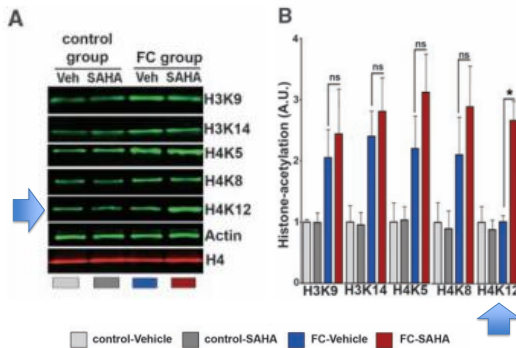 A
control
group
FC group
Veh SAHA
Veh SAHA
H3K9
H3K14
H4K5
H4K8
H4K12
Actin
H4
B
Histone-acetylation (A.U.)
4
3
2
1
0
ns
ns
ns
ns
*
H3K9
H3K14
H4K5
H4K8
H4K12
control-Vehicle control-SAHA FC-Vehicle FC-SAHA